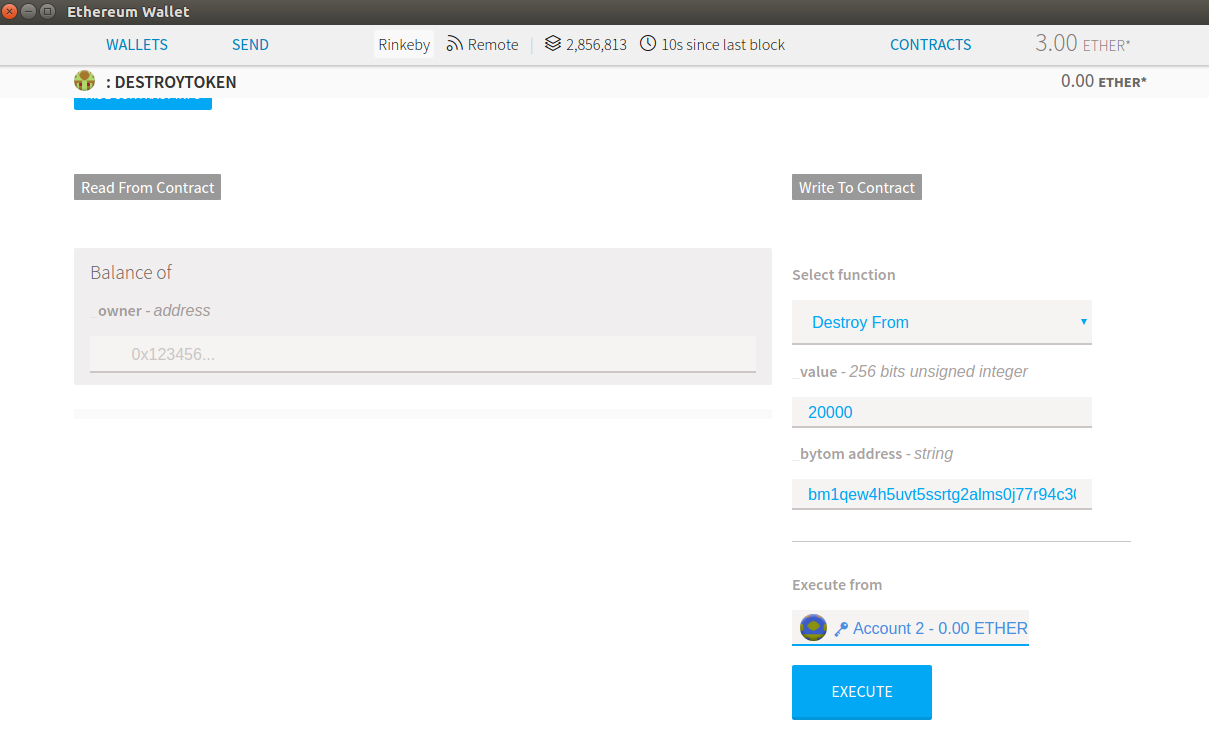 Ethereum Wallet
WALLETS SEND Rinkeby Remote 2,856,813 10s since last block CONTRACTS 3.00 ETHER*
: DESTROYTOKEN 0.00 ETHER*
Read From Contract
Write To Contract
Balance of
_owner - address
0x123456...
Select function
Destroy From
_value - 256 bits unsigned integer
20000
_bytom address - string
bm1qew4h5uvt5ssrtg2alms0j77r94c30
Execute from
Account 2 - 0.00 ETHER
EXECUTE